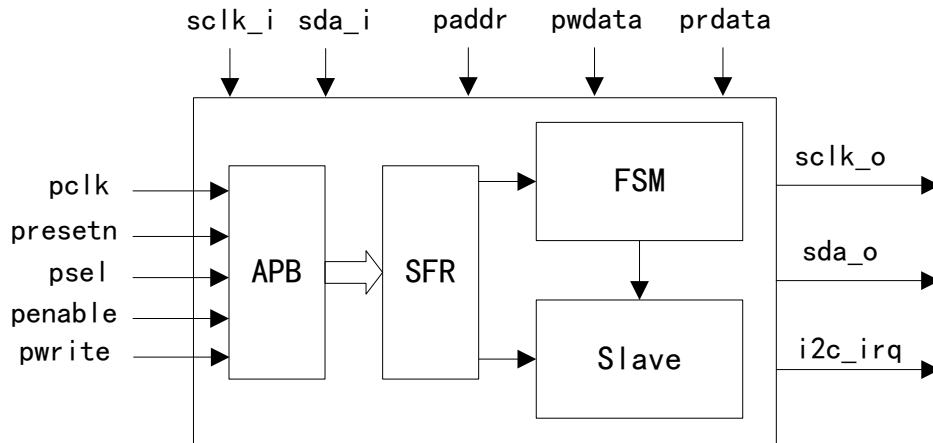 sclk_i sda_i paddr pwdata prdata
pclk
presetn
psel
penable
pwrite
APB
SFR
FSM
Slave
sclk_o
sda_o
i2c_irq